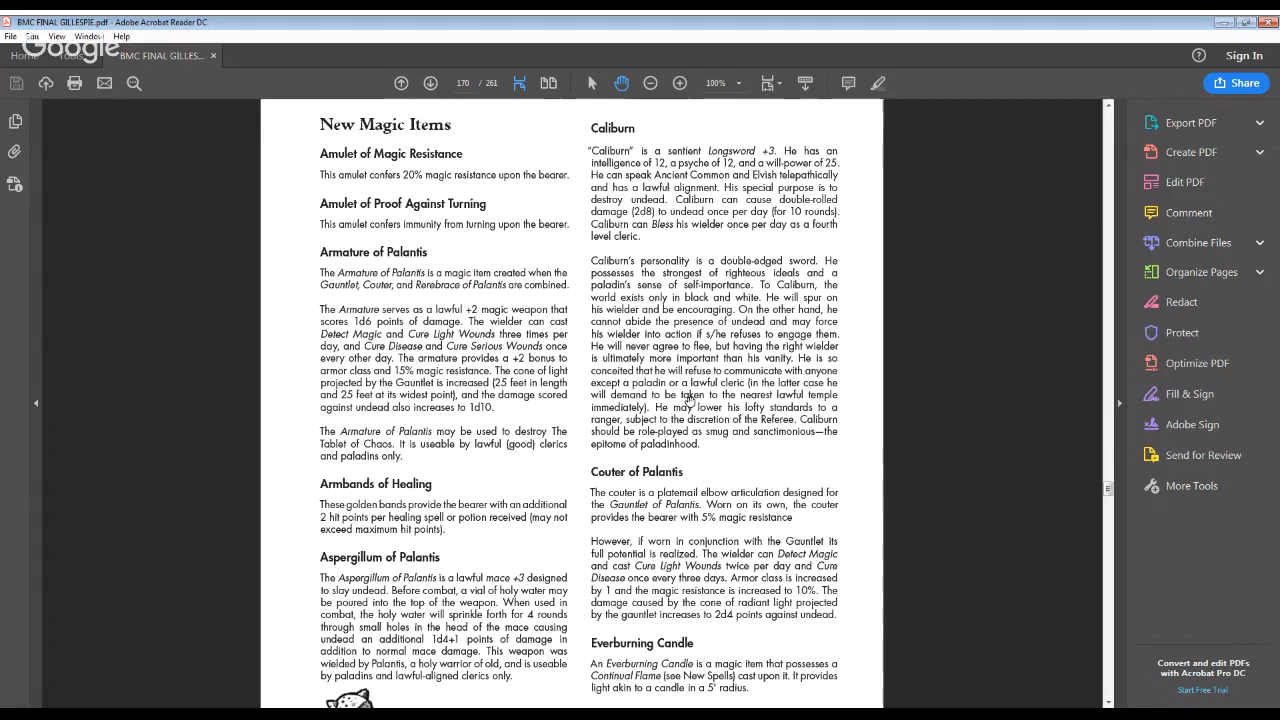 BMC FINAL GILLESPIE.pdf - Adobe Acrobat Reader DC
File Edit View Window Help
Google
Home Tools BMC FINAL GILLES... × Sign In
170 / 261 100% Share
New Magic Items
Amulet of Magic Resistance
This amulet confers 20% magic resistance upon the bearer.
Amulet of Proof Against Turning
This amulet confers immunity from turning upon the bearer.
Armature of Palantis
The Armature of Palantis is a magic item created when the
Gauntlet, Couter, and Rerebrace of Palantis are combined.
The Armature serves as a lawful +2 magic weapon that
scores 1d6 points of damage. The wielder can cast
Detect Magic and Cure Light Wounds three times per
day, and Cure Disease and Cure Serious Wounds once
every other day. The armature provides a +2 bonus to
armor class and 15% magic resistance. The cone of light
projected by the Gauntlet is increased (25 feet in length
and 25 feet at its widest point), and the damage scored
against undead also increases to 1d10.
The Armature of Palantis may be used to destroy The
Tablet of Chaos. It is useable by lawful (good) clerics
and paladins only.
Armbands of Healing
These golden bands provide the bearer with an additional
2 hit points per healing spell or potion received (may not
exceed maximum hit points).
Aspergillum of Palantis
The Aspergillum of Palantis is a lawful mace +3 designed
to slay undead. Before combat, a vial of holy water may
be poured into the top of the weapon. When used in
combat, the holy water will sprinkle forth for 4 rounds
through small holes in the head of the mace causing
undead an additional 1d4+1 points of damage in
addition to normal mace damage. This weapon was
wielded by Palantis, a holy warrior of old, and is useable
by paladins and lawful-aligned clerics only.
Caliburn
"Caliburn" is a sentient Longsword +3. He has an
intelligence of 12, a psyche of 12, and a will-power of 25.
He can speak Ancient Common and Elvish telepathically
and has a lawful alignment. His special purpose is to
destroy undead. Caliburn can cause double-rolled
damage (2d8) to undead once per day (for 10 rounds).
Caliburn can Bless his wielder once per day as a fourth
level cleric.
Caliburn's personality is a double-edged sword. He
possesses the strongest of righteous ideals and a
paladin's sense of self-importance. To Caliburn, the
world exists only in black and white. He will spur on
his wielder and be encouraging. On the other hand, he
cannot abide the presence of undead and may force
his wielder into action if s/he refuses to engage them.
He will never agree to flee, but having the right wielder
is ultimately more important than his vanity. He is so
conceited that he will refuse to communicate with anyone
except a paladin or a lawful cleric (in the latter case he
will demand to be taken to the nearest lawful temple
immediately). He may lower his lofty standards to a
ranger, subject to the discretion of the Referee. Caliburn
should be role-played as smug and sanctimonious—the
epitome of paladinhood.
Couter of Palantis
The couter is a platemail elbow articulation designed for
the Gauntlet of Palantis. Worn on its own, the couter
provides the bearer with 5% magic resistance
However, if worn in conjunction with the Gauntlet its
full potential is realized. The wielder can Detect Magic
and cast Cure Light Wounds twice per day and Cure
Disease once every three days. Armor class is increased
by 1 and the magic resistance is increased to 10%. The
damage caused by the cone of radiant light projected
by the gauntlet increases to 2d4 points against undead.
Everburning Candle
An Everburning Candle is a magic item that possesses a
Continual Flame (see New Spells) cast upon it. It provides
light akin to a candle in a 5' radius.
Export PDF
Create PDF
Edit PDF
Comment
Combine Files
Organize Pages
Redact
Protect
Optimize PDF
Fill & Sign
Adobe Sign
Send for Review
More Tools
Convert and edit PDFs
with Acrobat Pro DC
Start Free Trial